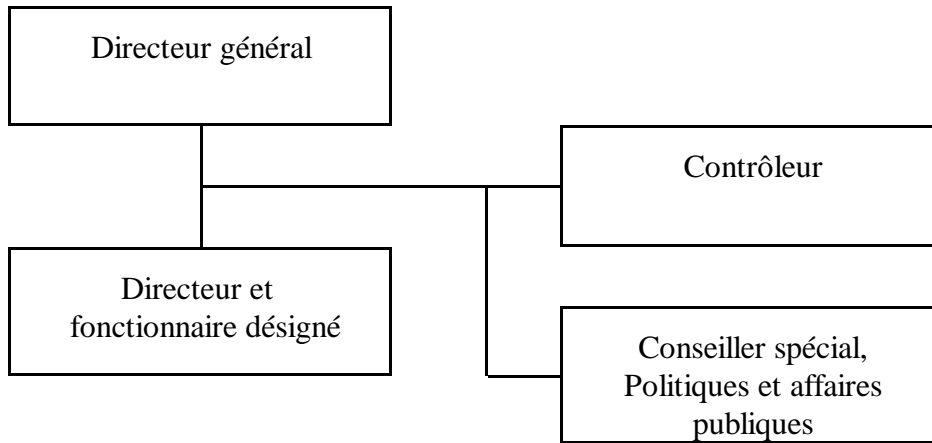 Directeur général
Contrôleur
Directeur et
fonctionnaire désigné
Conseiller spécial,
Politiques et affaires
publiques